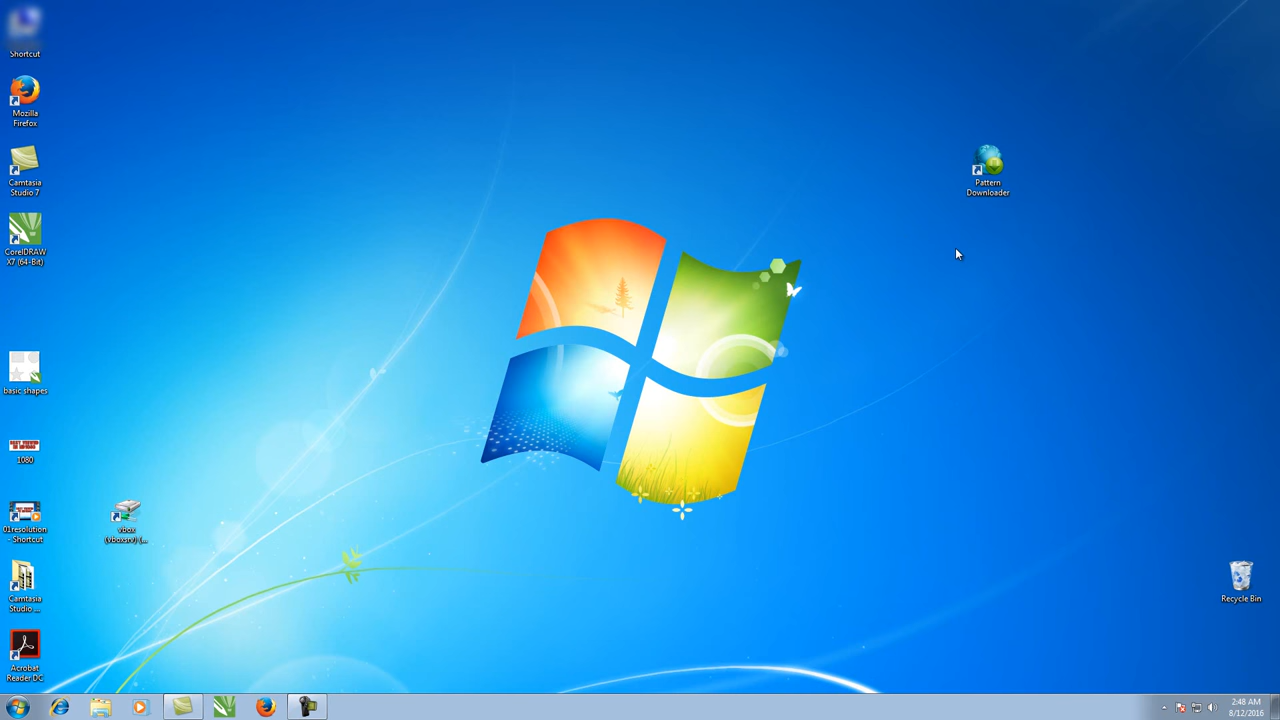 Shortcut
Mozilla
Firefox
Camtasia
Studio 7
CorelDRAW
X7 (64-Bit)
basic shapes
1080
01resolution
- Shortcut
vbox
(vboxsrv) (...
Camtasia
Studio ...
Acrobat
Reader DC
Pattern
Downloader
Recycle Bin
2:48 AM
8/12/2016